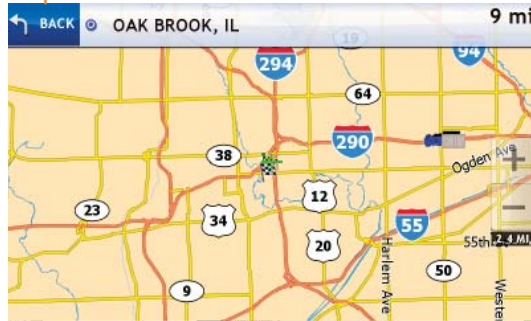 BACK OAK BROOK, IL 9 mi
19
294
94
64
290
38
Ogden Ave
12
23
34
55
20
55th
Harlem Ave
2.4 MI.
50
9
Weste